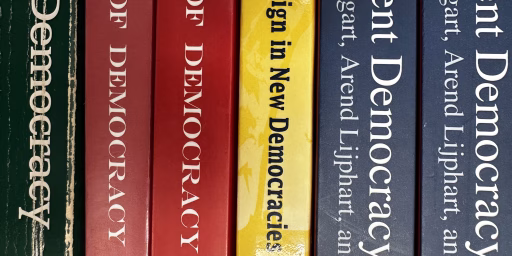 Democracy
OF DEMOCRACY
OF DEMOCRACY
ign in New Democracies
ent Democracy
gart, Arend Lijphart, an
ent Democracy
gart, Arend Lijphart, an